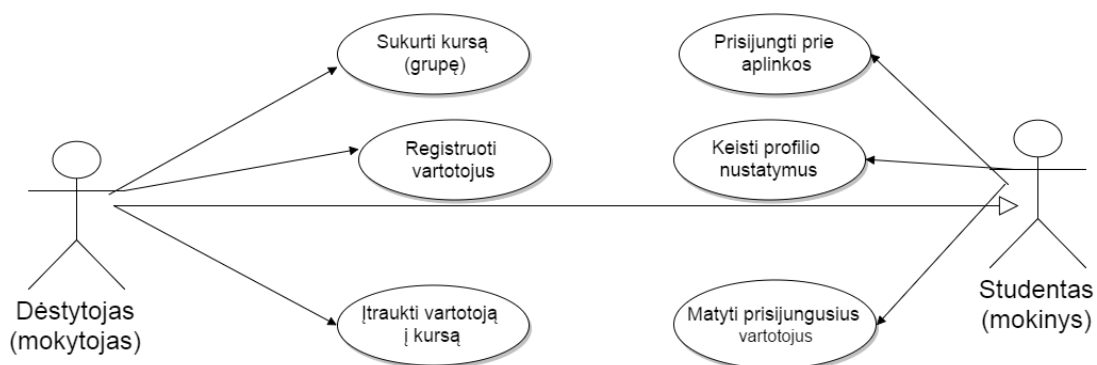 Sukurti kursą
(grupę)
Prisijungti prie
aplinkos
Registruoti
vartotojus
Keisti profilio
nustatymus
Dėstytojas
(mokytojas)
Įtraukti vartotoją
į kursą
Matyti prisijungusius
vartotojus
Studentas
(mokinys)